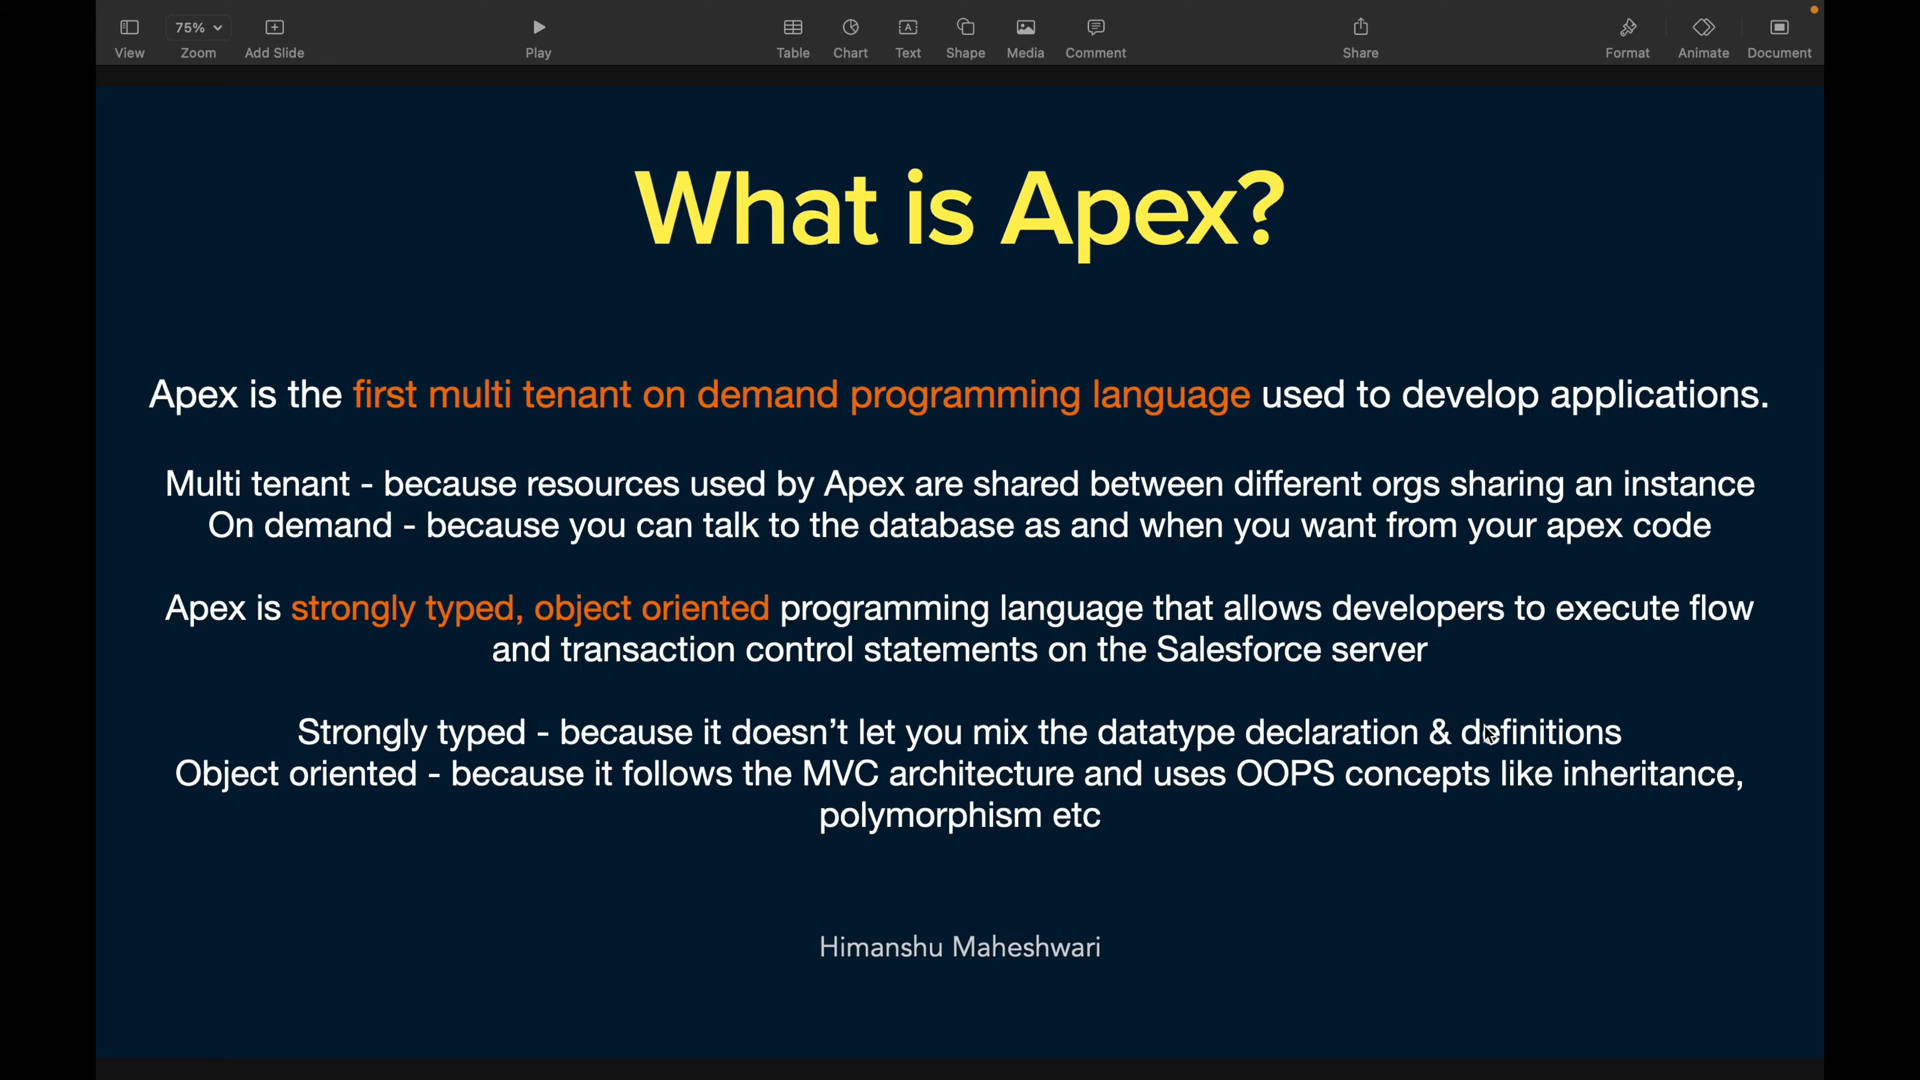 75%
View
Zoom
Add Slide
Play
Table
Chart
Text
Shape
Media
Comment
Share
Format
Animate
Document
What is Apex?
Apex is the first multi tenant on demand programming language used to develop applications.
Multi tenant - because resources used by Apex are shared between different orgs sharing an instance
On demand - because you can talk to the database as and when you want from your apex code
Apex is strongly typed, object oriented programming language that allows developers to execute flow
and transaction control statements on the Salesforce server
Strongly typed - because it doesn’t let you mix the datatype declaration & definitions
Object oriented - because it follows the MVC architecture and uses OOPS concepts like inheritance,
polymorphism etc
Himanshu Maheshwari